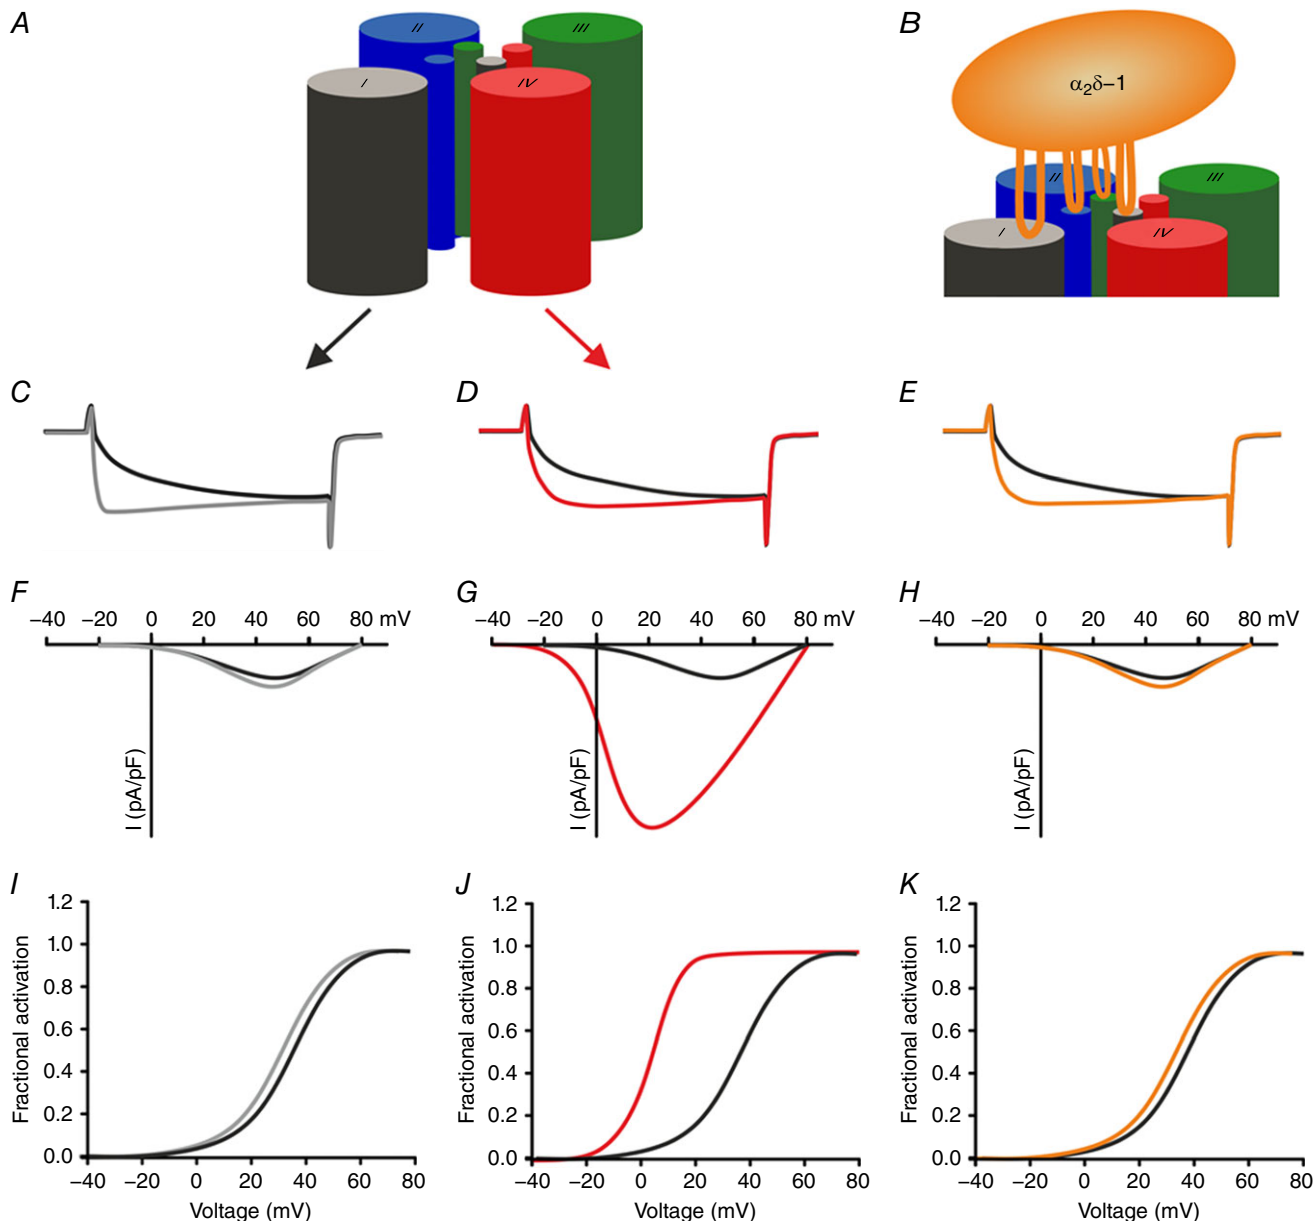 A
B
II
III
I
IV
α2δ–1
II
III
I
IV
C
D
E
F
G
H
–40 –20 0 20 40 60 80 mV
–40 –20 0 20 40 60 80 mV
–40 –20 0 20 40 60 80 mV
I (pA/pF)
I (pA/pF)
I (pA/pF)
I
J
K
1.2
1.0
0.8
0.6
0.4
0.2
0.0
Fractional activation
–40 –20 0 20 40 60 80
Voltage (mV)
1.2
1.0
0.8
0.6
0.4
0.2
0.0
Fractional activation
–40 –20 0 20 40 60 80
Voltage (mV)
1.2
1.0
0.8
0.6
0.4
0.2
0.0
Fractional activation
–40 –20 0 20 40 60 80
Voltage (mV)